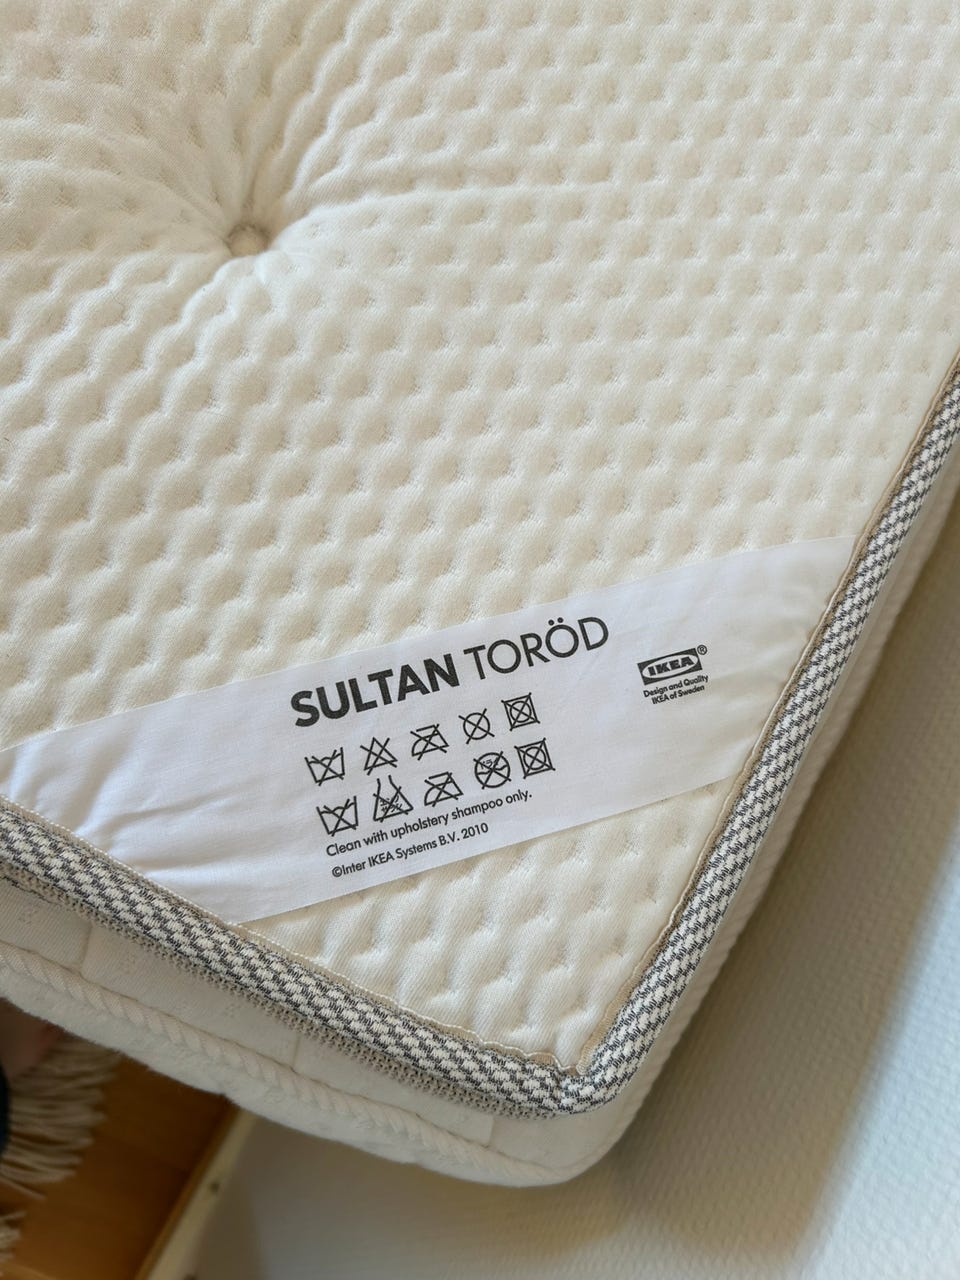 SULTAN TORÖD
IKEA®
Design and Quality
IKEA of Sweden
Clean with upholstery shampoo only.
©Inter IKEA Systems B.V. 2010